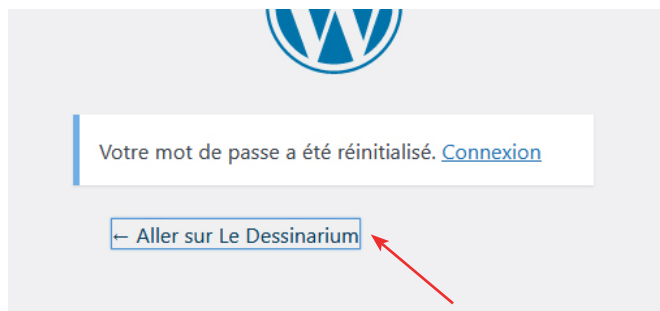 Votre mot de passe a été réinitialisé. Connexion
← Aller sur Le Dessinarium